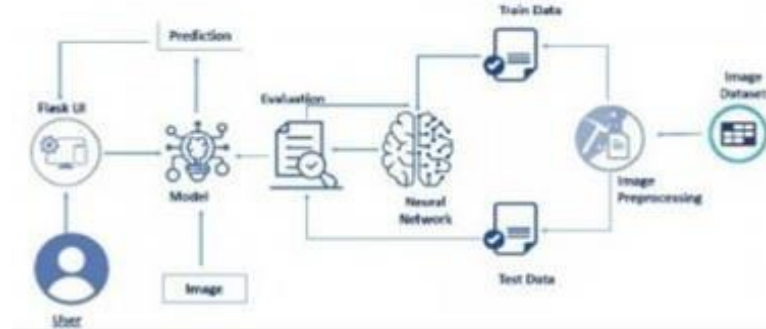 Train Data
Prediction
Image
Dataset
Evaluation
Flask UI
Model
Neural
Network
Image
Preprocessing
Image
Test Data
User